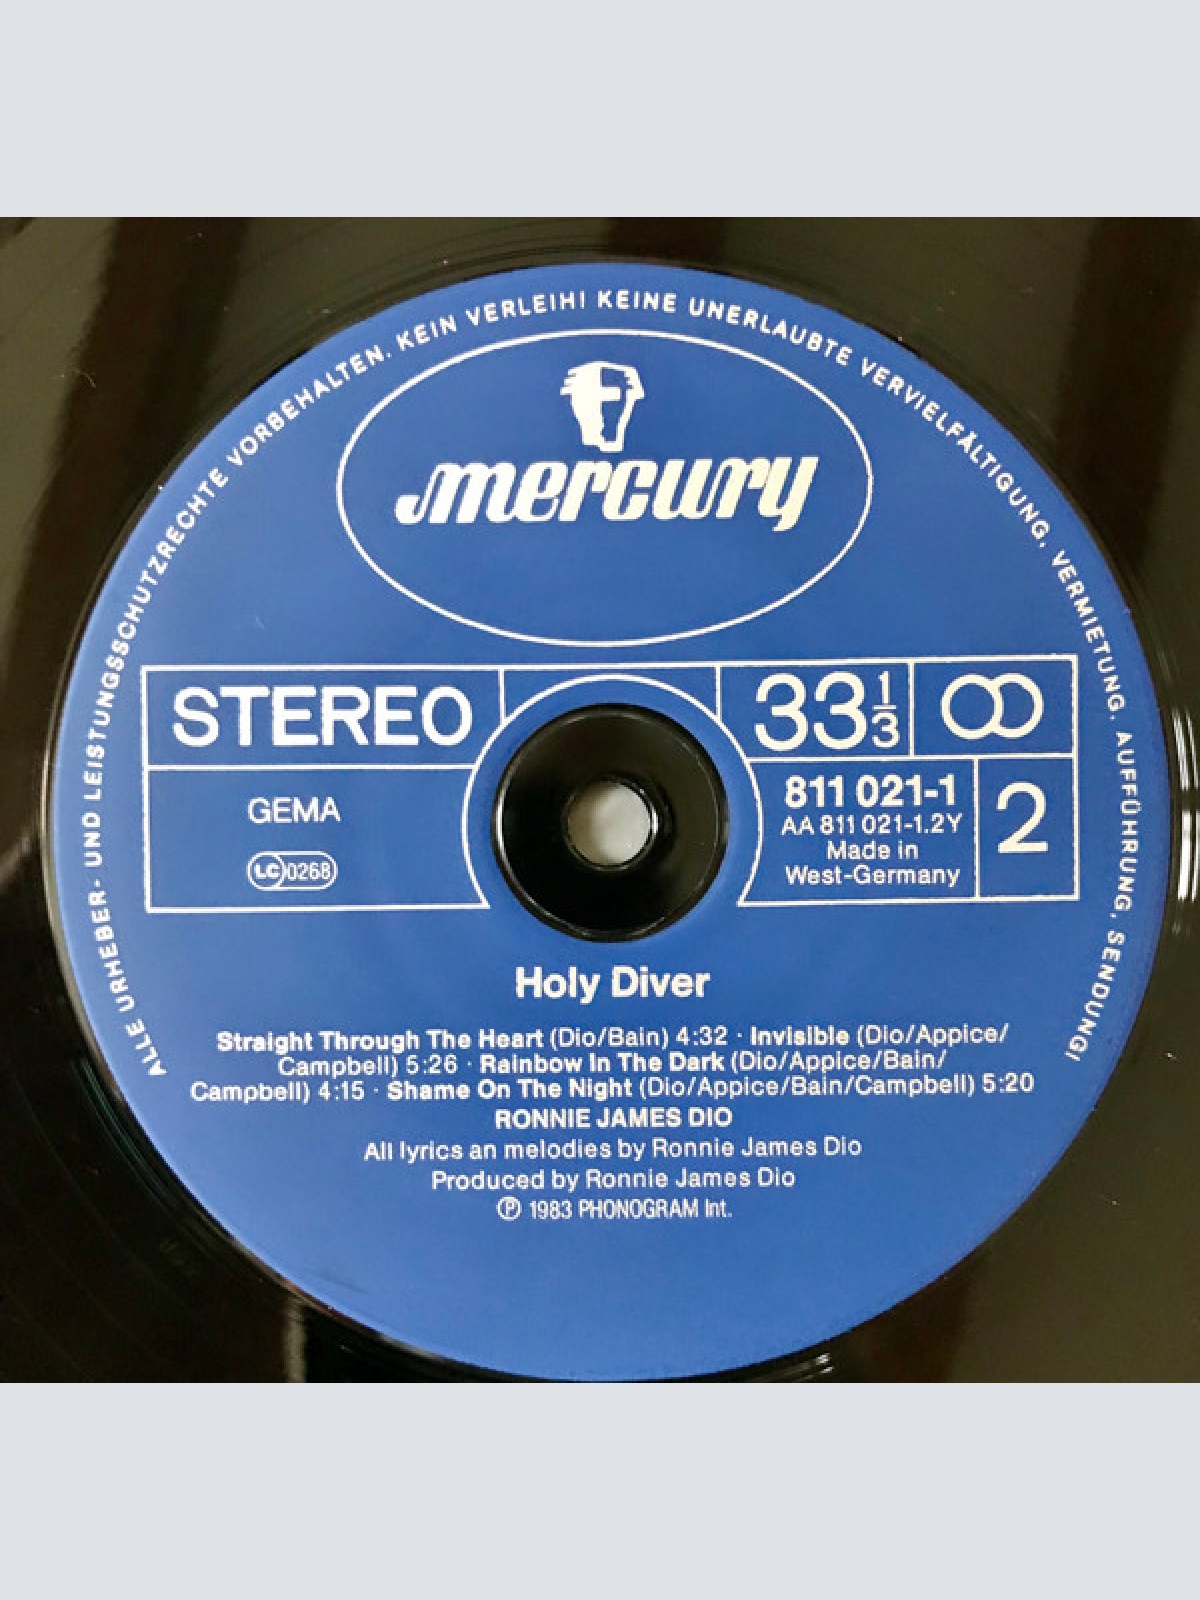 ALLE URHEBER- UND LEISTUNGSSCHUTZRECHTE VORBEHALTEN. KEIN VERLEIH! KEINE UNERLAUBTE VERVIELFÄLTIGUNG, VERMIETUNG, AUFFÜHRUNG, SENDUNG!
mercury
STEREO
33 1/3
GEMA
LC 0268
811 021-1
AA 811 021-1.2Y
Made in
West-Germany
2
Holy Diver
Straight Through The Heart (Dio/Bain) 4:32 · Invisible (Dio/Appice/
Campbell) 5:26 · Rainbow In The Dark (Dio/Appice/Bain/
Campbell) 4:15 · Shame On The Night (Dio/Appice/Bain/Campbell) 5:20
RONNIE JAMES DIO
All lyrics an melodies by Ronnie James Dio
Produced by Ronnie James Dio
℗ 1983 PHONOGRAM Int.